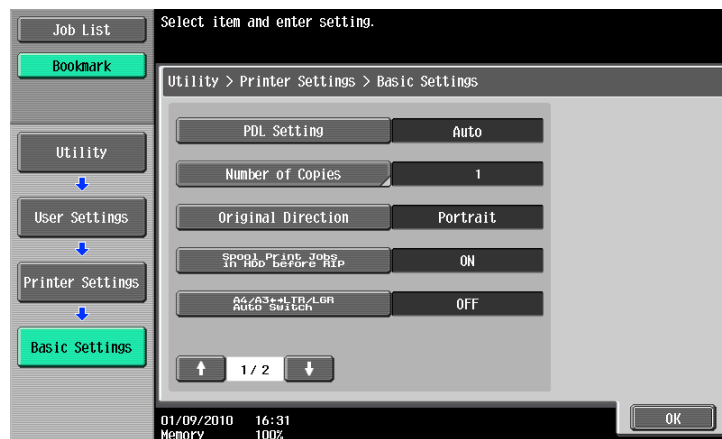 Job List
Select item and enter setting.
Bookmark
Utility > Printer Settings > Basic Settings
PDL Setting
Auto
Utility
Number of Copies
1
User Settings
Original Direction
Portrait
Spool Print Jobs
in HDD before RIP
ON
Printer Settings
A4/A3↔LTR/LGR
Auto Switch
OFF
Basic Settings
↑ 1/ 2 ↓
01/09/2010 16:31
Memory 100%
OK